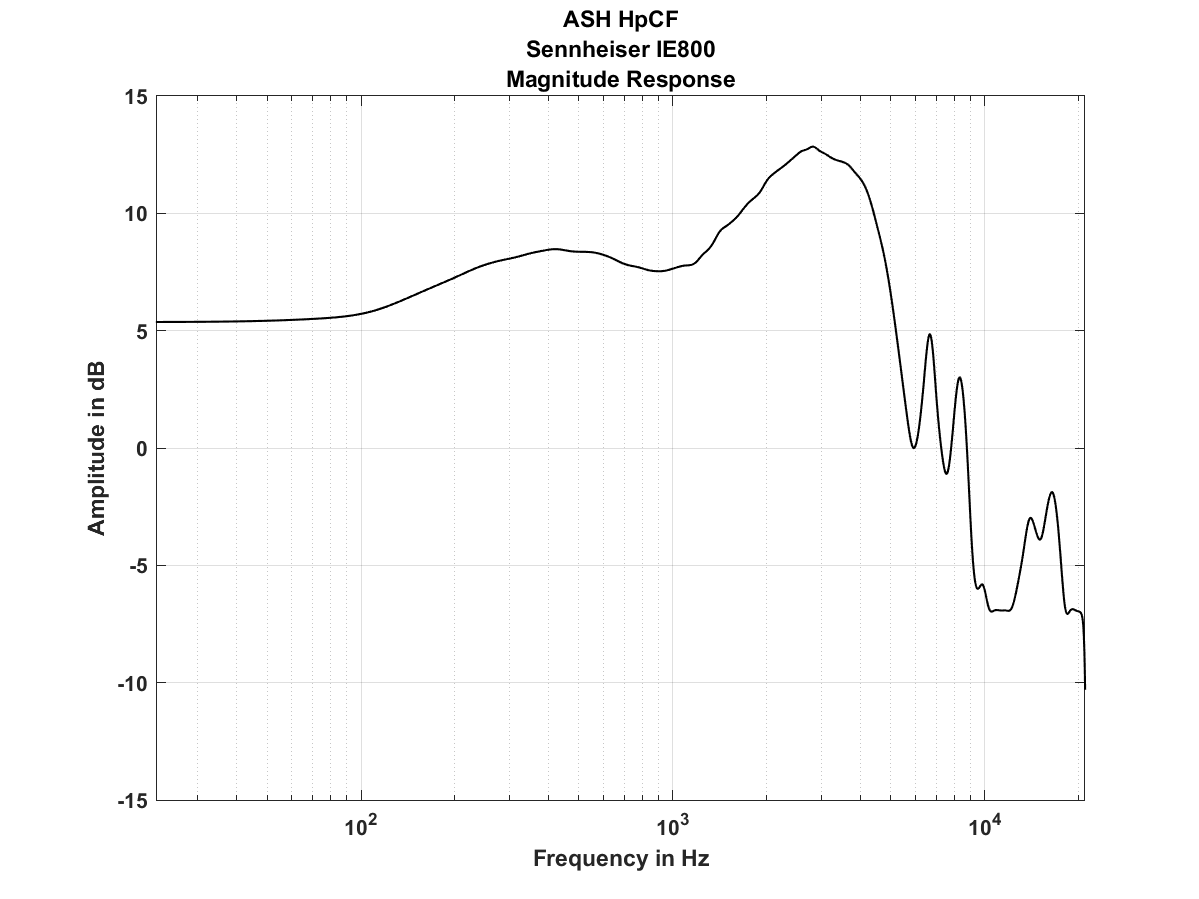 ASH HpCF
Sennheiser IE800
Magnitude Response
15
10
5
0
-5
-10
-15
Amplitude in dB
10²
10³
10⁴
Frequency in Hz